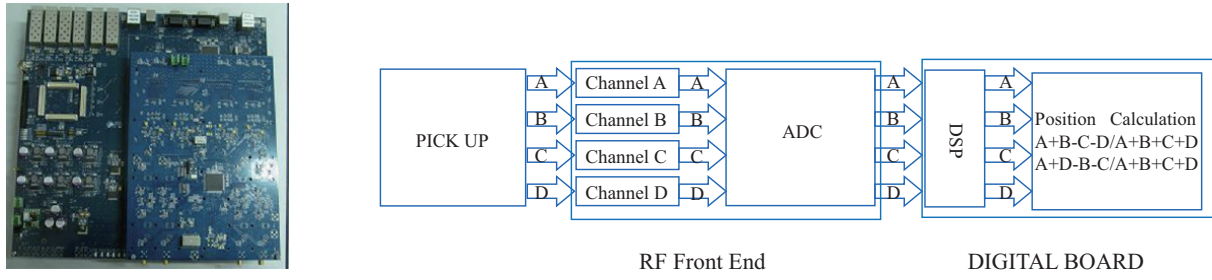 PICK UP
A
B
C
D
Channel A
Channel B
Channel C
Channel D
A
B
C
D
ADC
A
B
C
D
DSP
A
B
C
D
Position Calculation
A+B-C-D/A+B+C+D
A+D-B-C/A+B+C+D
RF Front End
DIGITAL BOARD